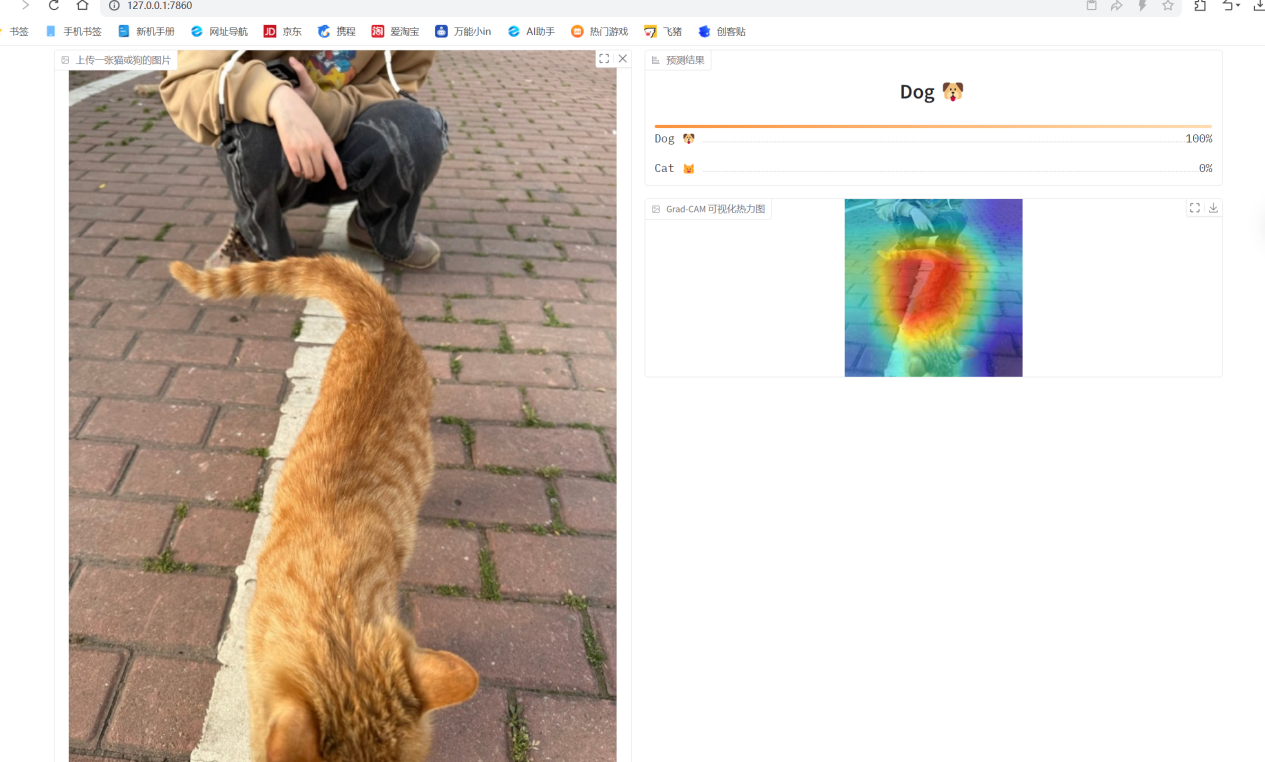 127.0.0.1:7860
书签 手机书签 新机手册 网址导航 JD 京东 携程 淘 爱淘宝 万能小in AI助手 热门游戏 飞猪 创客贴
上传一张猫或狗的图片
预测结果
Dog
Dog 100%
Cat 0%
Grad-CAM 可视化热力图